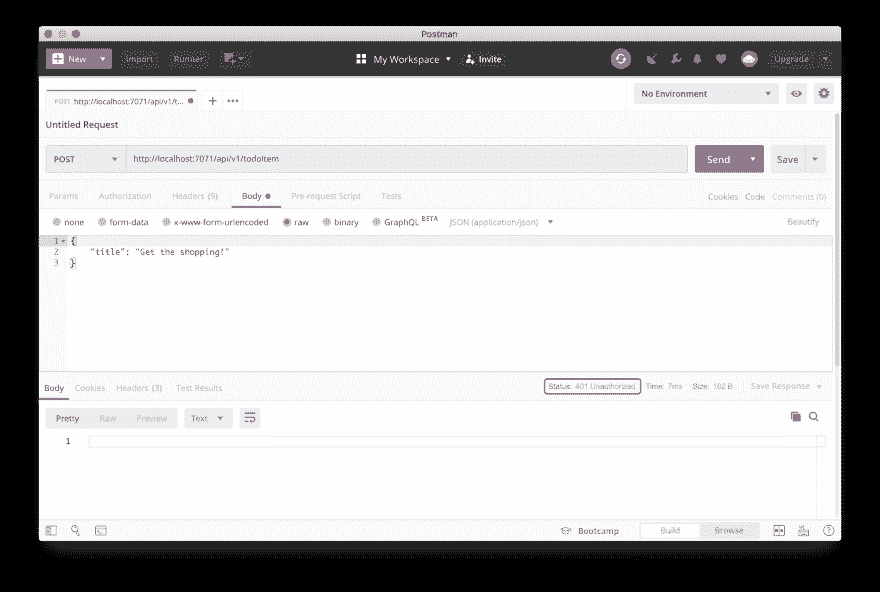 Postman
New Import Runner My Workspace Invite Upgrade
POST http://localhost:7071/api/v1/t... + ••• No Environment
Untitled Request
POST http://localhost:7071/api/v1/todoItem Send Save
Params Authorization Headers (9) Body Pre-request Script Tests Cookies Code Comments (0)
none form-data x-www-form-urlencoded raw binary GraphQL BETA JSON (application/json) Beautify
1 {
2 "title": "Get the shopping!"
3 }
Body Cookies Headers (3) Test Results Status: 401 Unauthorized Time: 7ms Size: 102 B Save Response
Pretty Raw Preview Text
1
Bootcamp Build Browse ?